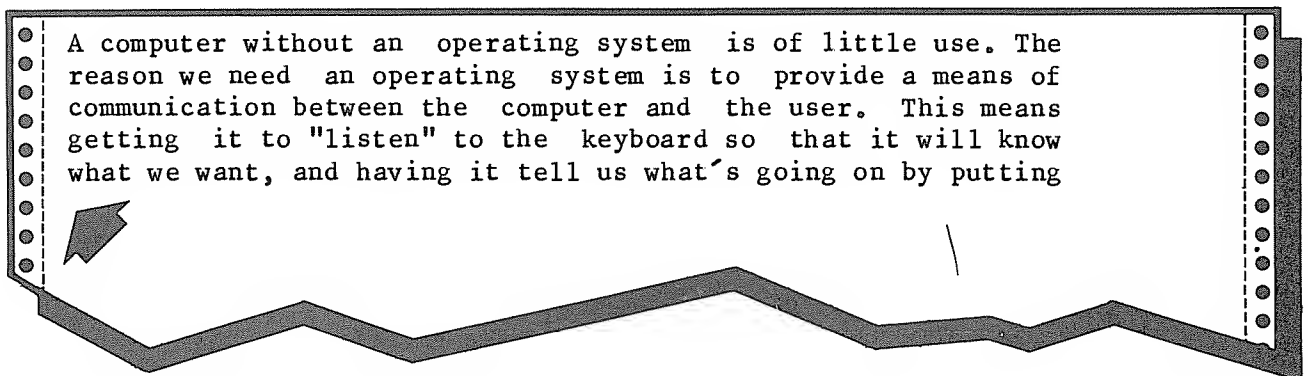 A computer without an  operating system  is of little use. The
reason we need  an operating  system is to  provide a means of
communication between the  computer and  the user.  This means
getting  it to "listen" to the  keyboard so  that it will know
what we want, and having it tell us what's going on by putting